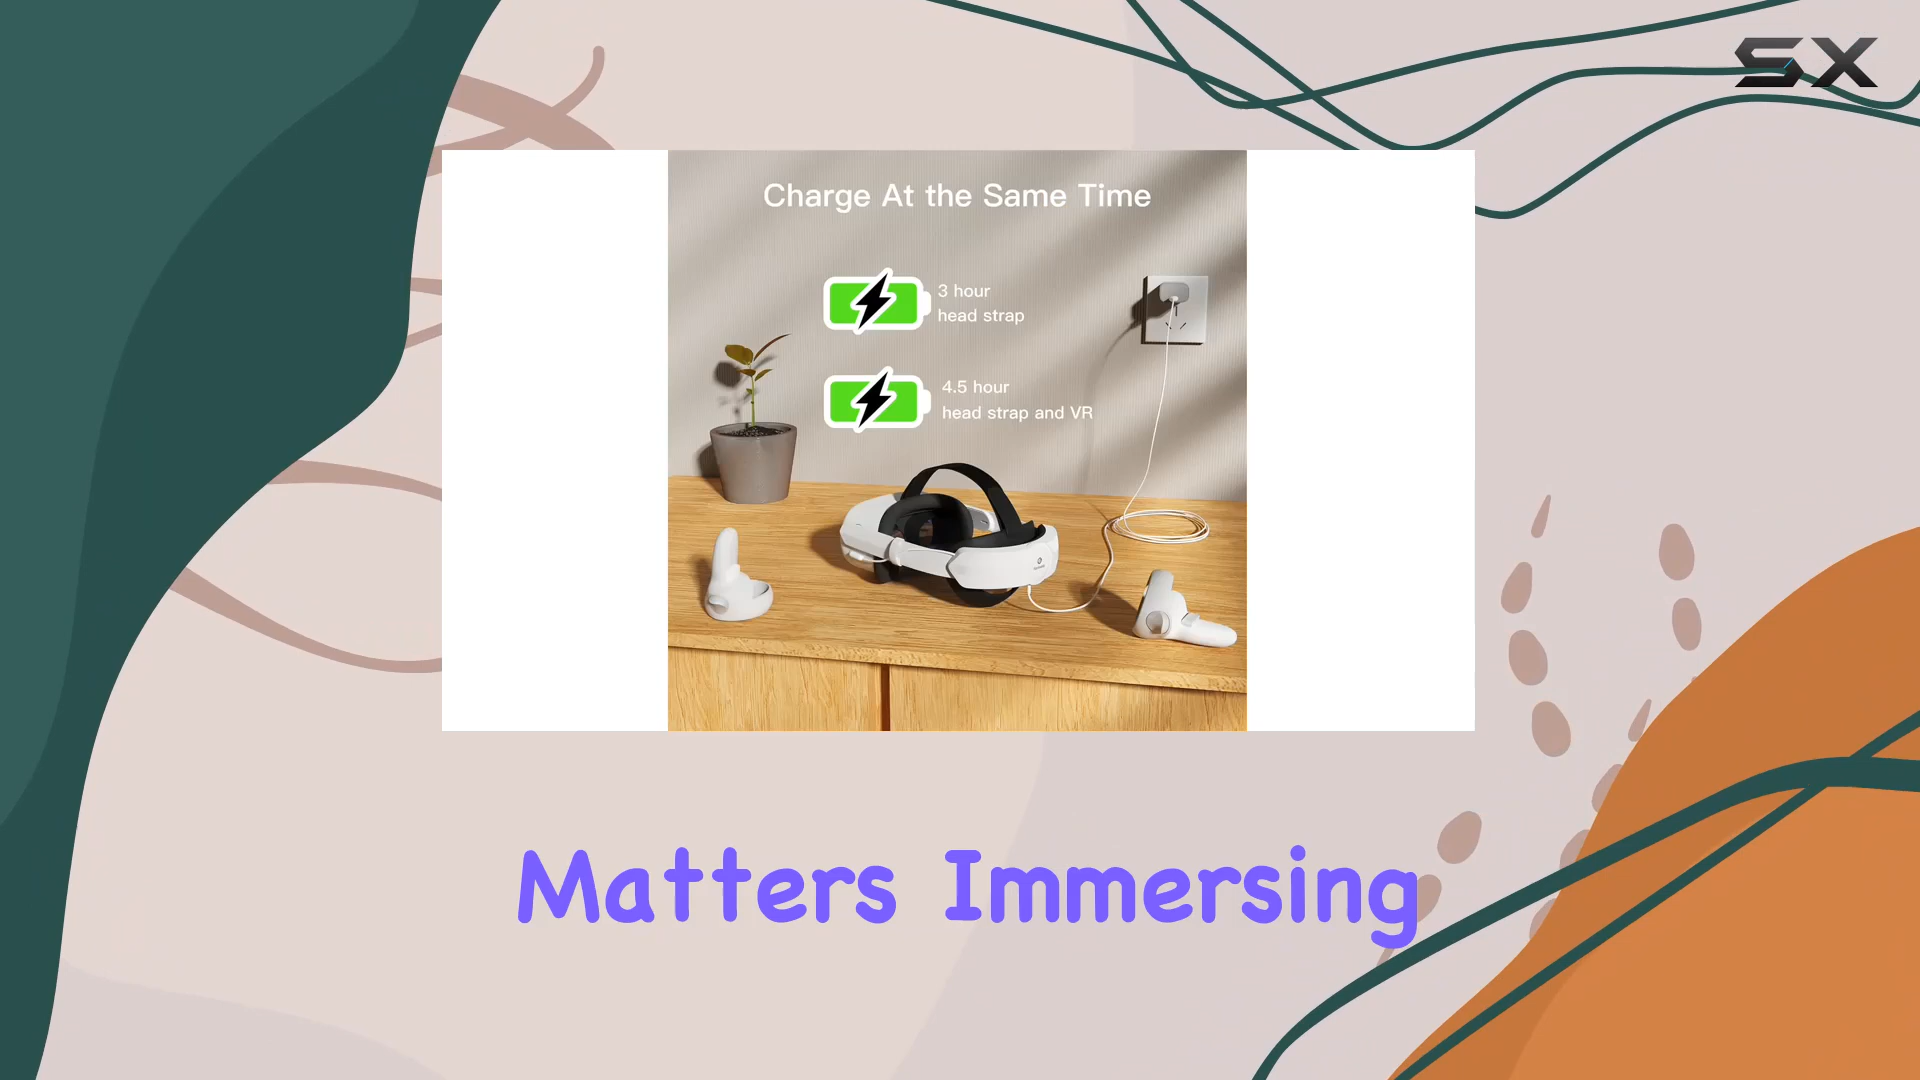 SX
Charge At the Same Time
3 hour
head strap
4.5 hour
head strap and VR
Matters Immersing